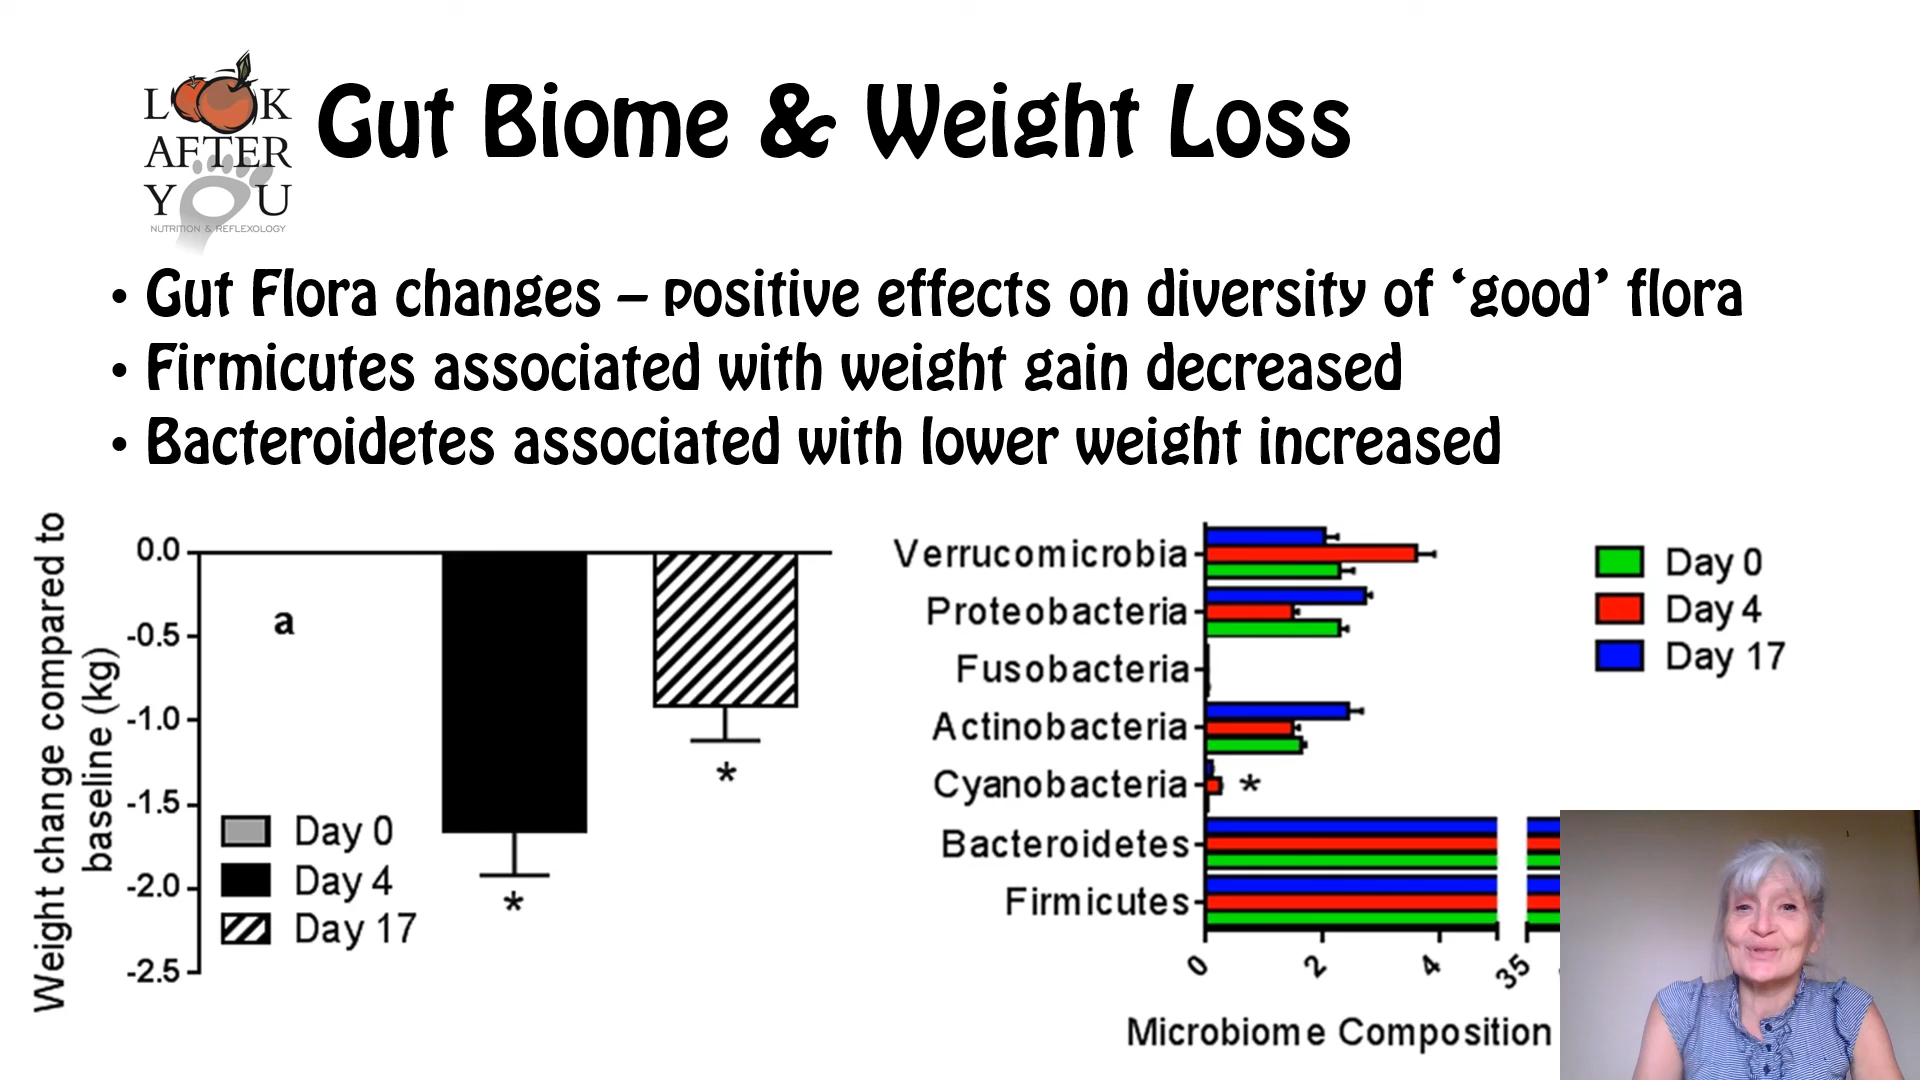 LOOK
AFTER
YOU
NUTRITION & REFLEXOLOGY
Gut Biome & Weight Loss
• Gut Flora changes – positive effects on diversity of ‘good’ flora
• Firmicutes associated with weight gain decreased
• Bacteroidetes associated with lower weight increased
Weight change compared to
baseline (kg)
0.0
-0.5
-1.0
-1.5
-2.0
-2.5
a
*
*
Day 0
Day 4
Day 17
Verrucomicrobia
Proteobacteria
Fusobacteria
Actinobacteria
Cyanobacteria
*
Bacteroidetes
Firmicutes
0
2
4
35
Microbiome Composition
Day 0
Day 4
Day 17